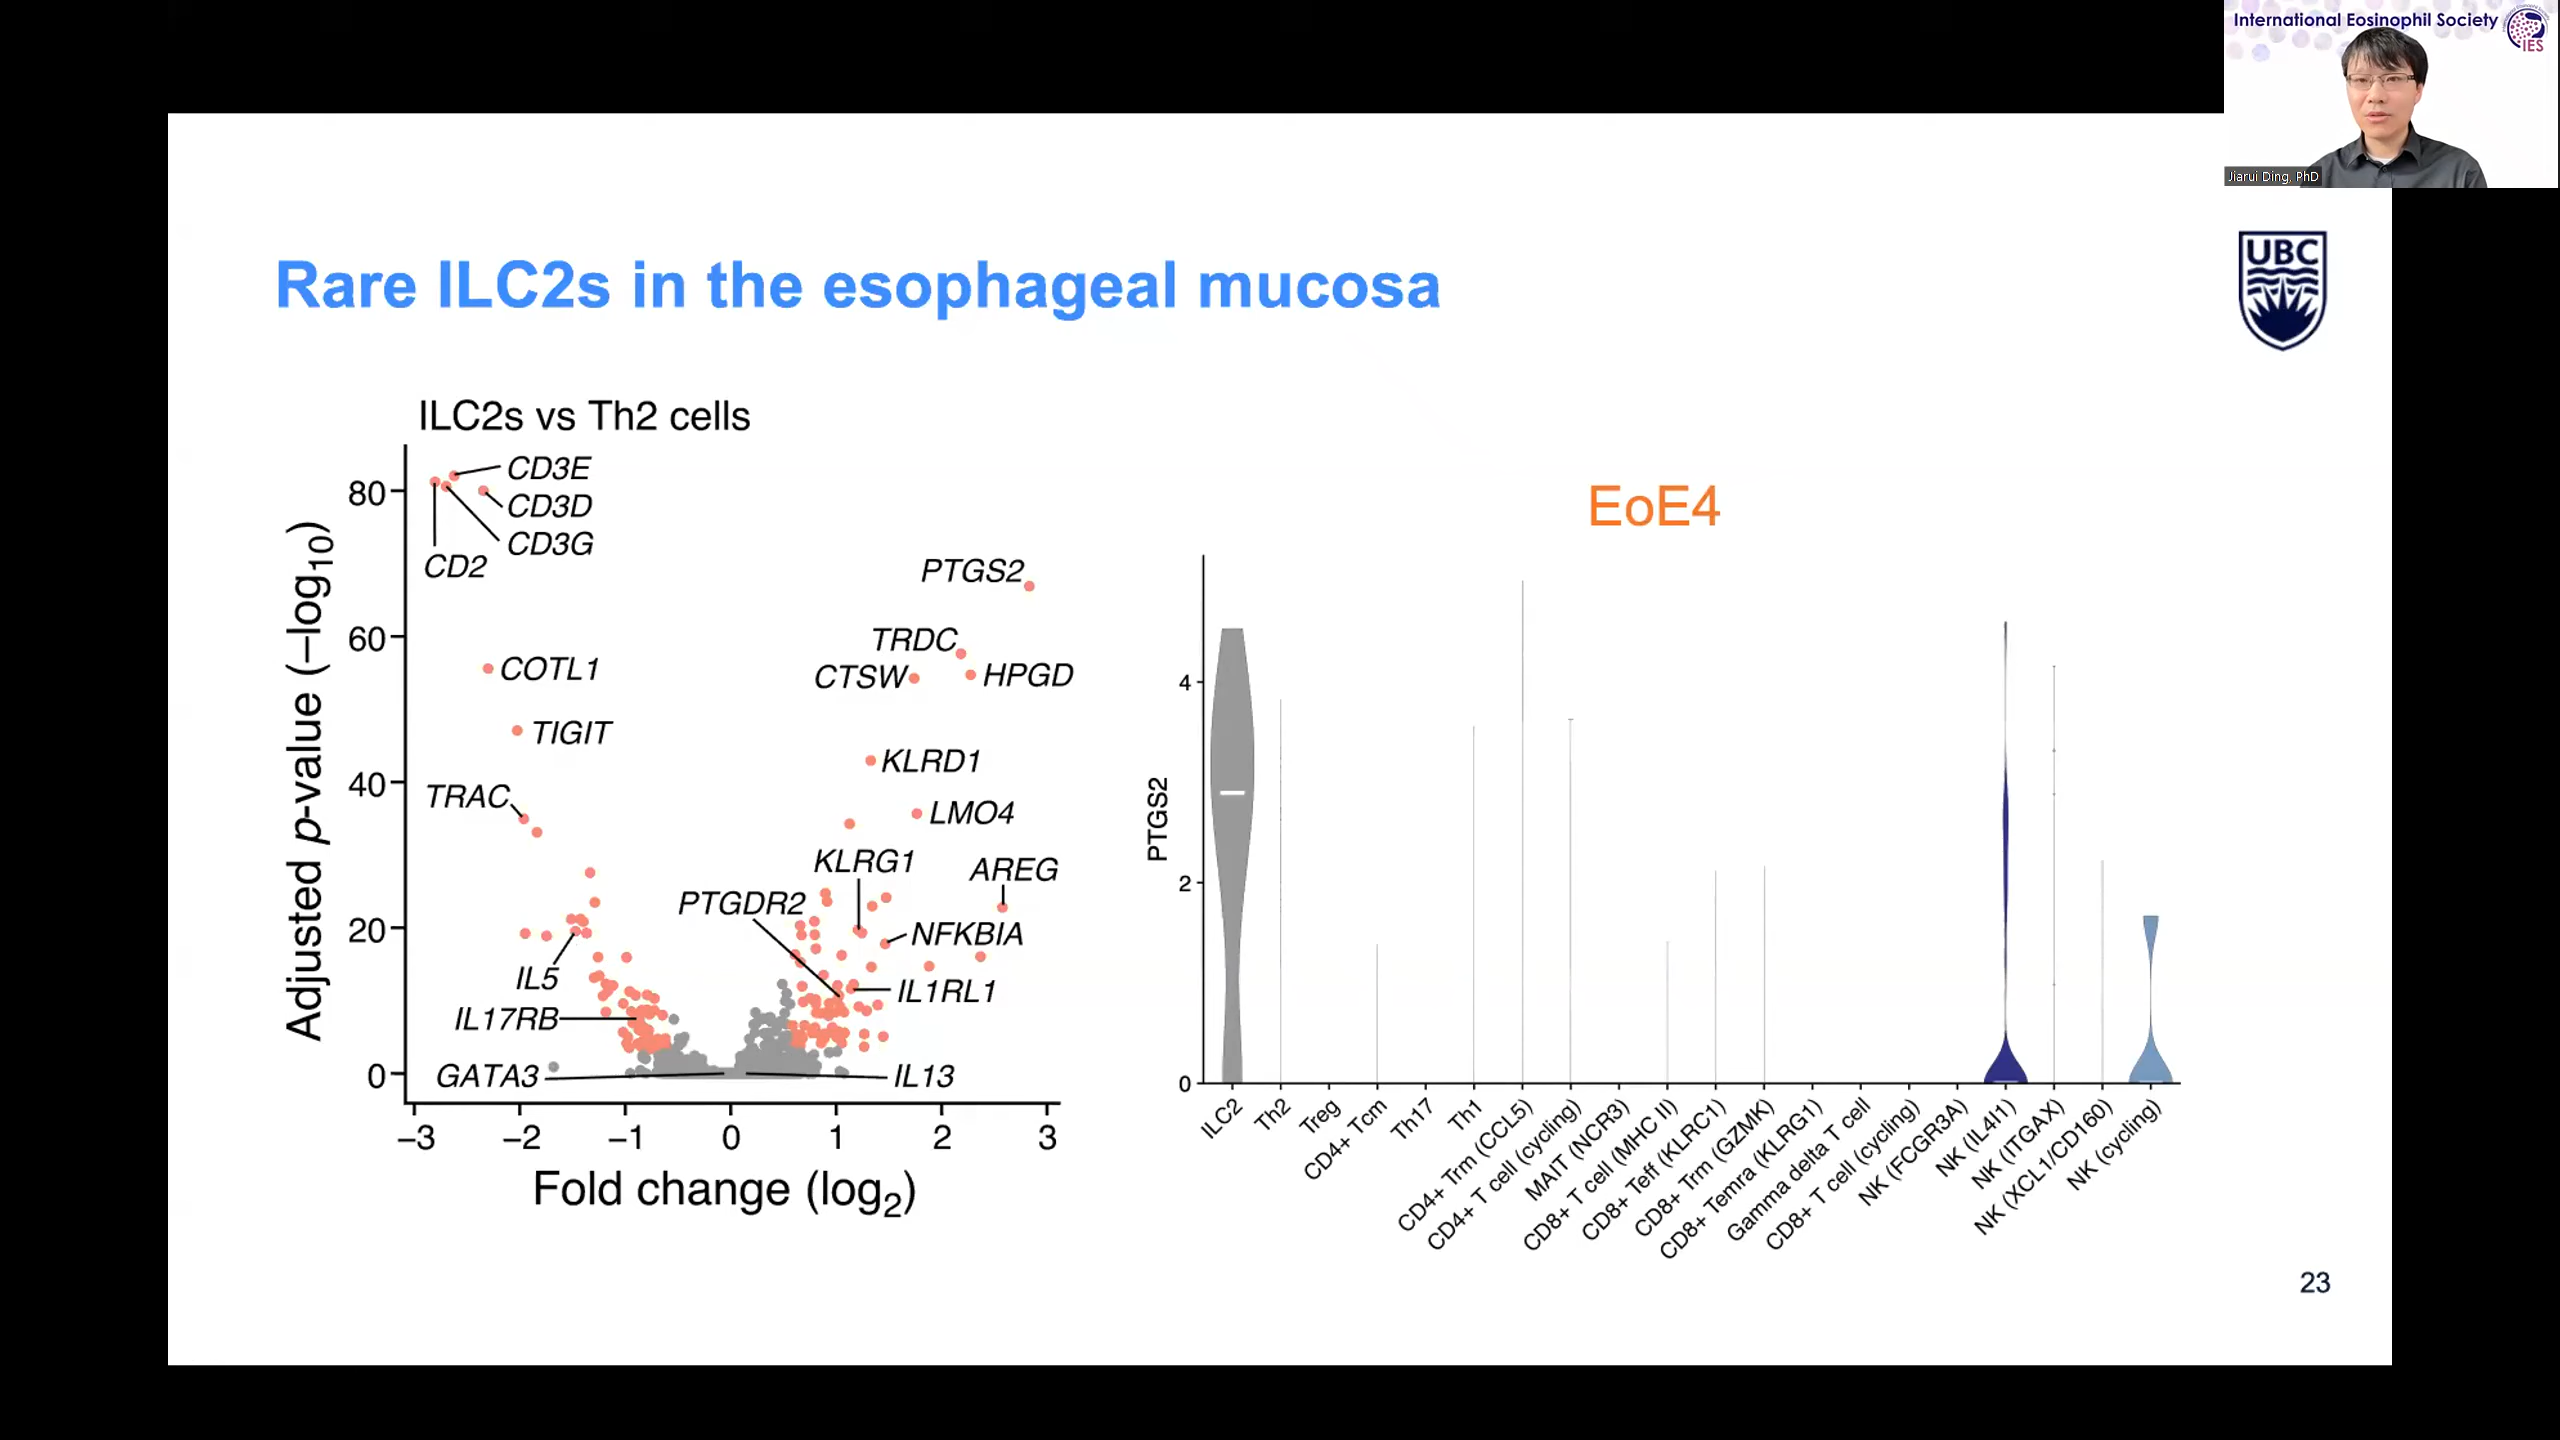 International Eosinophil Society
IES
Jiarui Ding, PhD
UBC
Rare ILC2s in the esophageal mucosa
ILC2s vs Th2 cells
Adjusted p-value (–log10)
80
60
40
20
0
CD3E
CD3D
CD3G
CD2
PTGS2
TRDC
CTSW
HPGD
COTL1
TIGIT
KLRD1
TRAC
LMO4
KLRG1
AREG
PTGDR2
NFKBIA
IL5
IL1RL1
IL17RB
GATA3
IL13
–3
–2
–1
0
1
2
3
Fold change (log2)
EoE4
PTGS2
4
2
0
ILC2
Th2
Treg
CD4+ Tcm
Th17
Th1
CD4+ Trm (CCL5)
CD4+ T cell (cycling)
MAIT (NCR3)
CD8+ T cell (MHC II)
CD8+ Teff (KLRC1)
CD8+ Trm (GZMK)
CD8+ Temra (KLRG1)
Gamma delta T cell
CD8+ T cell (cycling)
NK (FCGR3A)
NK (IL4I1)
NK (ITGAX)
NK (XCL1/CD160)
NK (cycling)
23